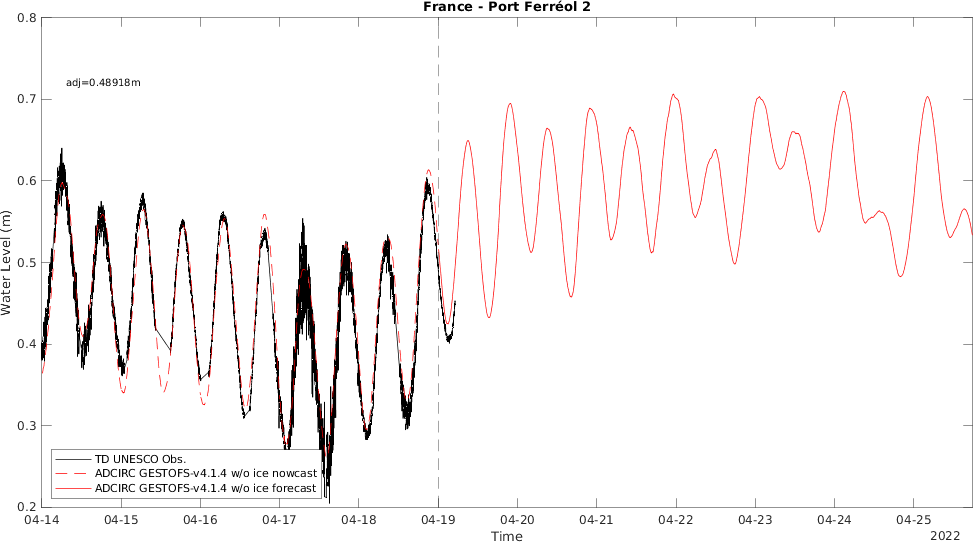 France - Port Ferréol 2
0.8
0.7
0.6
0.5
0.4
0.3
0.2
Water Level (m)
adj=0.48918m
TD UNESCO Obs.
ADCIRC GESTOFS-v4.1.4 w/o ice nowcast
ADCIRC GESTOFS-v4.1.4 w/o ice forecast
04-14 04-15 04-16 04-17 04-18 04-19 04-20 04-21 04-22 04-23 04-24 04-25
Time
2022